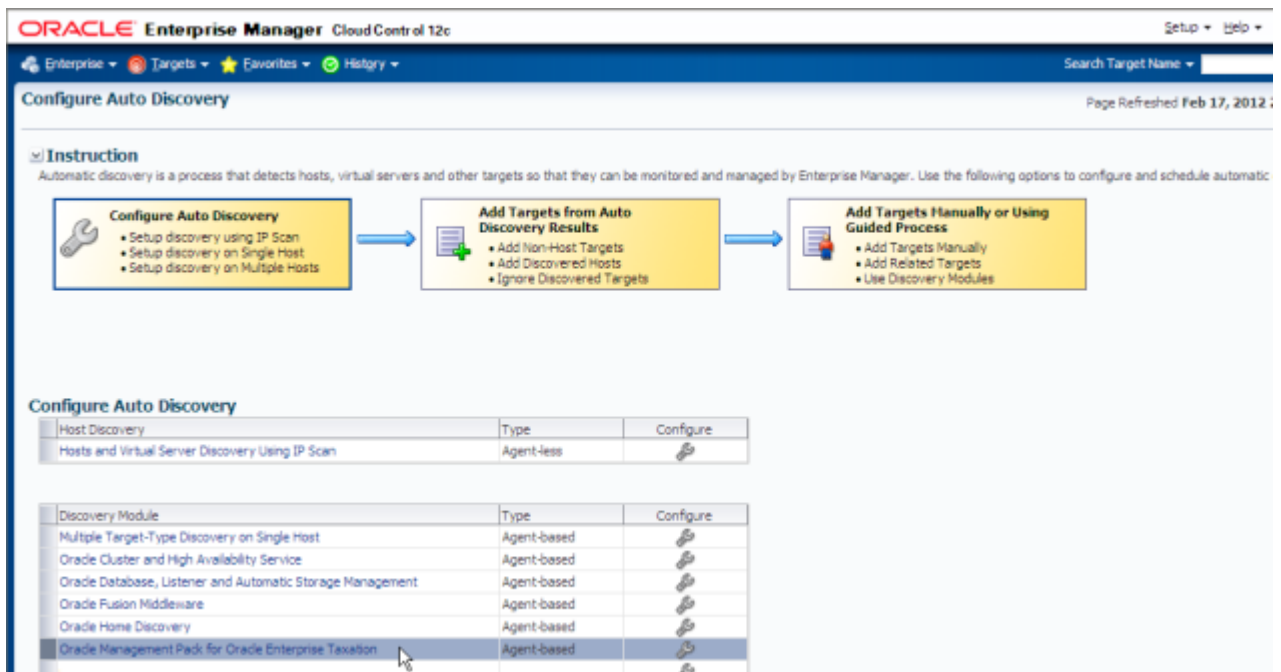 ORACLE Enterprise Manager Cloud Control 12c
Setup Help
Enterprise Targets Favorites History
Search Target Name
Configure Auto Discovery
Page Refreshed Feb 17, 2012
Instruction
Automatic discovery is a process that detects hosts, virtual servers and other targets so that they can be monitored and managed by Enterprise Manager. Use the following options to configure and schedule automatic
Configure Auto Discovery
• Setup discovery using IP Scan
• Setup discovery on Single Host
• Setup discovery on Multiple Hosts
Add Targets from Auto
Discovery Results
• Add Non-Host Targets
• Add Discovered Hosts
• Ignore Discovered Targets
Add Targets Manually or Using
Guided Process
• Add Targets Manually
• Add Related Targets
• Use Discovery Modules
Configure Auto Discovery
Host Discovery Type Configure
Hosts and Virtual Server Discovery Using IP Scan Agent-less
Discovery Module Type Configure
Multiple Target-Type Discovery on Single Host Agent-based
Oracle Cluster and High Availability Service Agent-based
Oracle Database, Listener and Automatic Storage Management Agent-based
Oracle Fusion Middleware Agent-based
Oracle Home Discovery Agent-based
Oracle Management Pack for Oracle Enterprise Taxation Agent-based